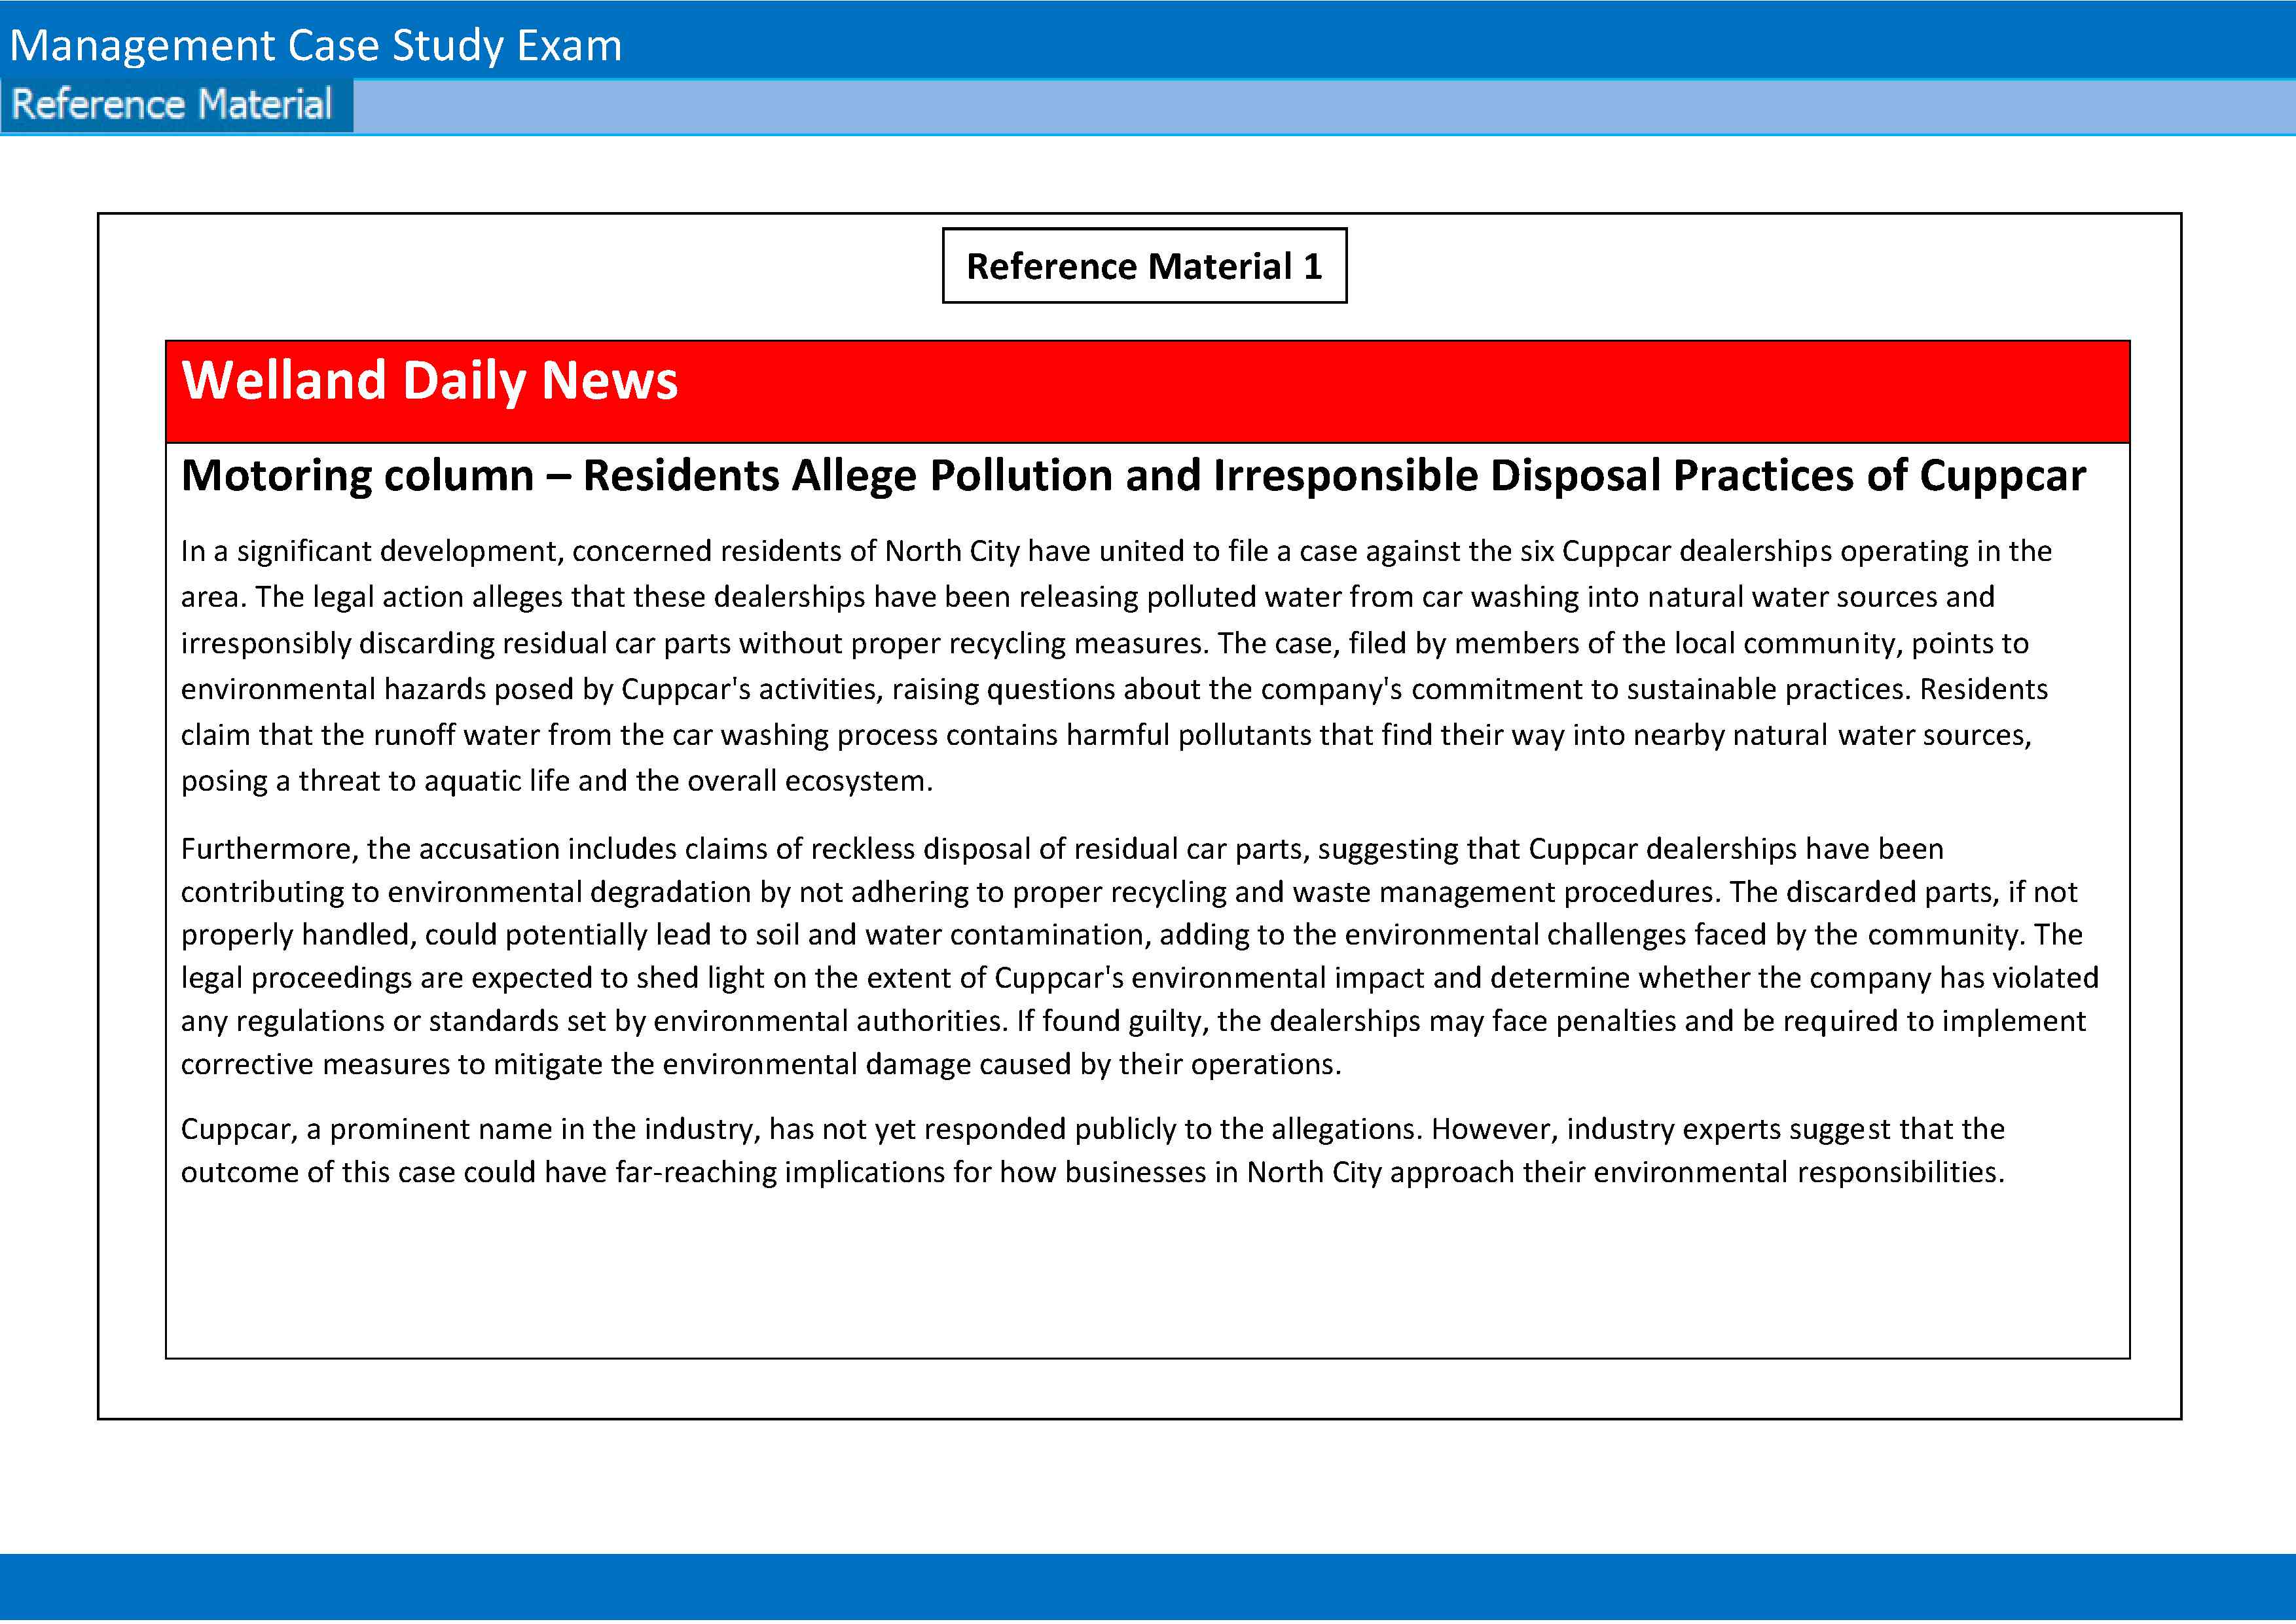 Management Case Study Exam
Reference Material
Reference Material 1
Welland Daily News
Motoring column – Residents Allege Pollution and Irresponsible Disposal Practices of Cuppcar
In a significant development, concerned residents of North City have united to file a case against the six Cuppcar dealerships operating in the
area. The legal action alleges that these dealerships have been releasing polluted water from car washing into natural water sources and
irresponsibly discarding residual car parts without proper recycling measures. The case, filed by members of the local community, points to
environmental hazards posed by Cuppcar's activities, raising questions about the company's commitment to sustainable practices. Residents
claim that the runoff water from the car washing process contains harmful pollutants that find their way into nearby natural water sources,
posing a threat to aquatic life and the overall ecosystem.
Furthermore, the accusation includes claims of reckless disposal of residual car parts, suggesting that Cuppcar dealerships have been
contributing to environmental degradation by not adhering to proper recycling and waste management procedures. The discarded parts, if not
properly handled, could potentially lead to soil and water contamination, adding to the environmental challenges faced by the community. The
legal proceedings are expected to shed light on the extent of Cuppcar's environmental impact and determine whether the company has violated
any regulations or standards set by environmental authorities. If found guilty, the dealerships may face penalties and be required to implement
corrective measures to mitigate the environmental damage caused by their operations.
Cuppcar, a prominent name in the industry, has not yet responded publicly to the allegations. However, industry experts suggest that the
outcome of this case could have far-reaching implications for how businesses in North City approach their environmental responsibilities.